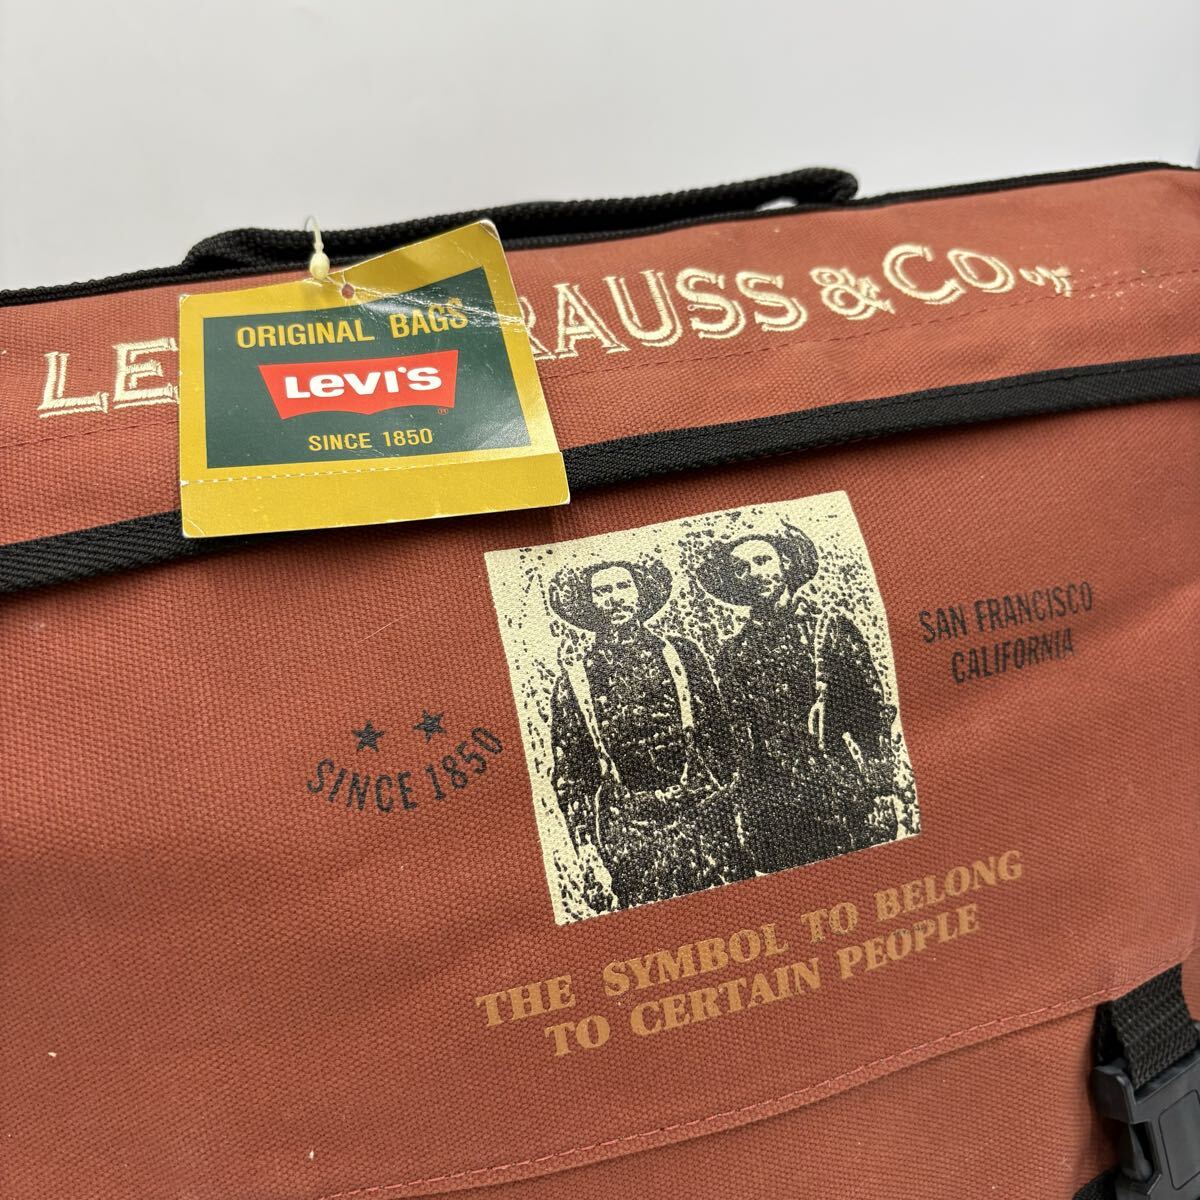 LE RAUSS & CO
ORIGINAL BAGS
LEVI'S
®
SINCE 1850
SAN FRANCISCO
CALIFORNIA
SINCE 1850
THE SYMBOL TO BELONG
TO CERTAIN PEOPLE